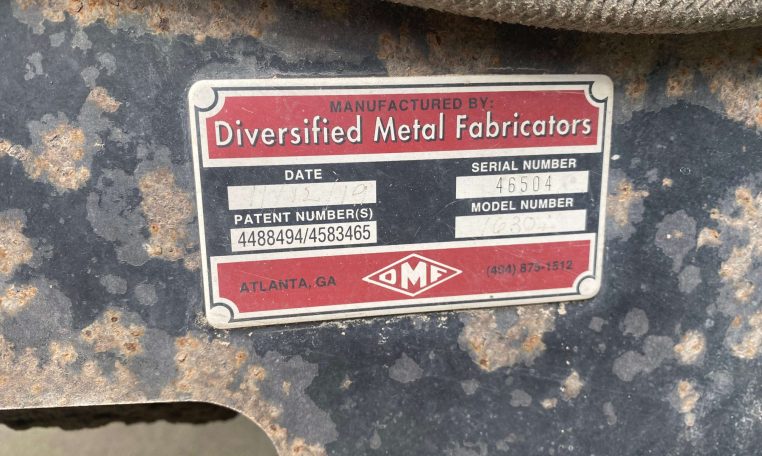 MANUFACTURED BY:
Diversified Metal Fabricators
DATE
SERIAL NUMBER
46504
PATENT NUMBER(S)
MODEL NUMBER
4488494/4583465
ATLANTA, GA
DMF
(404) 875-1512